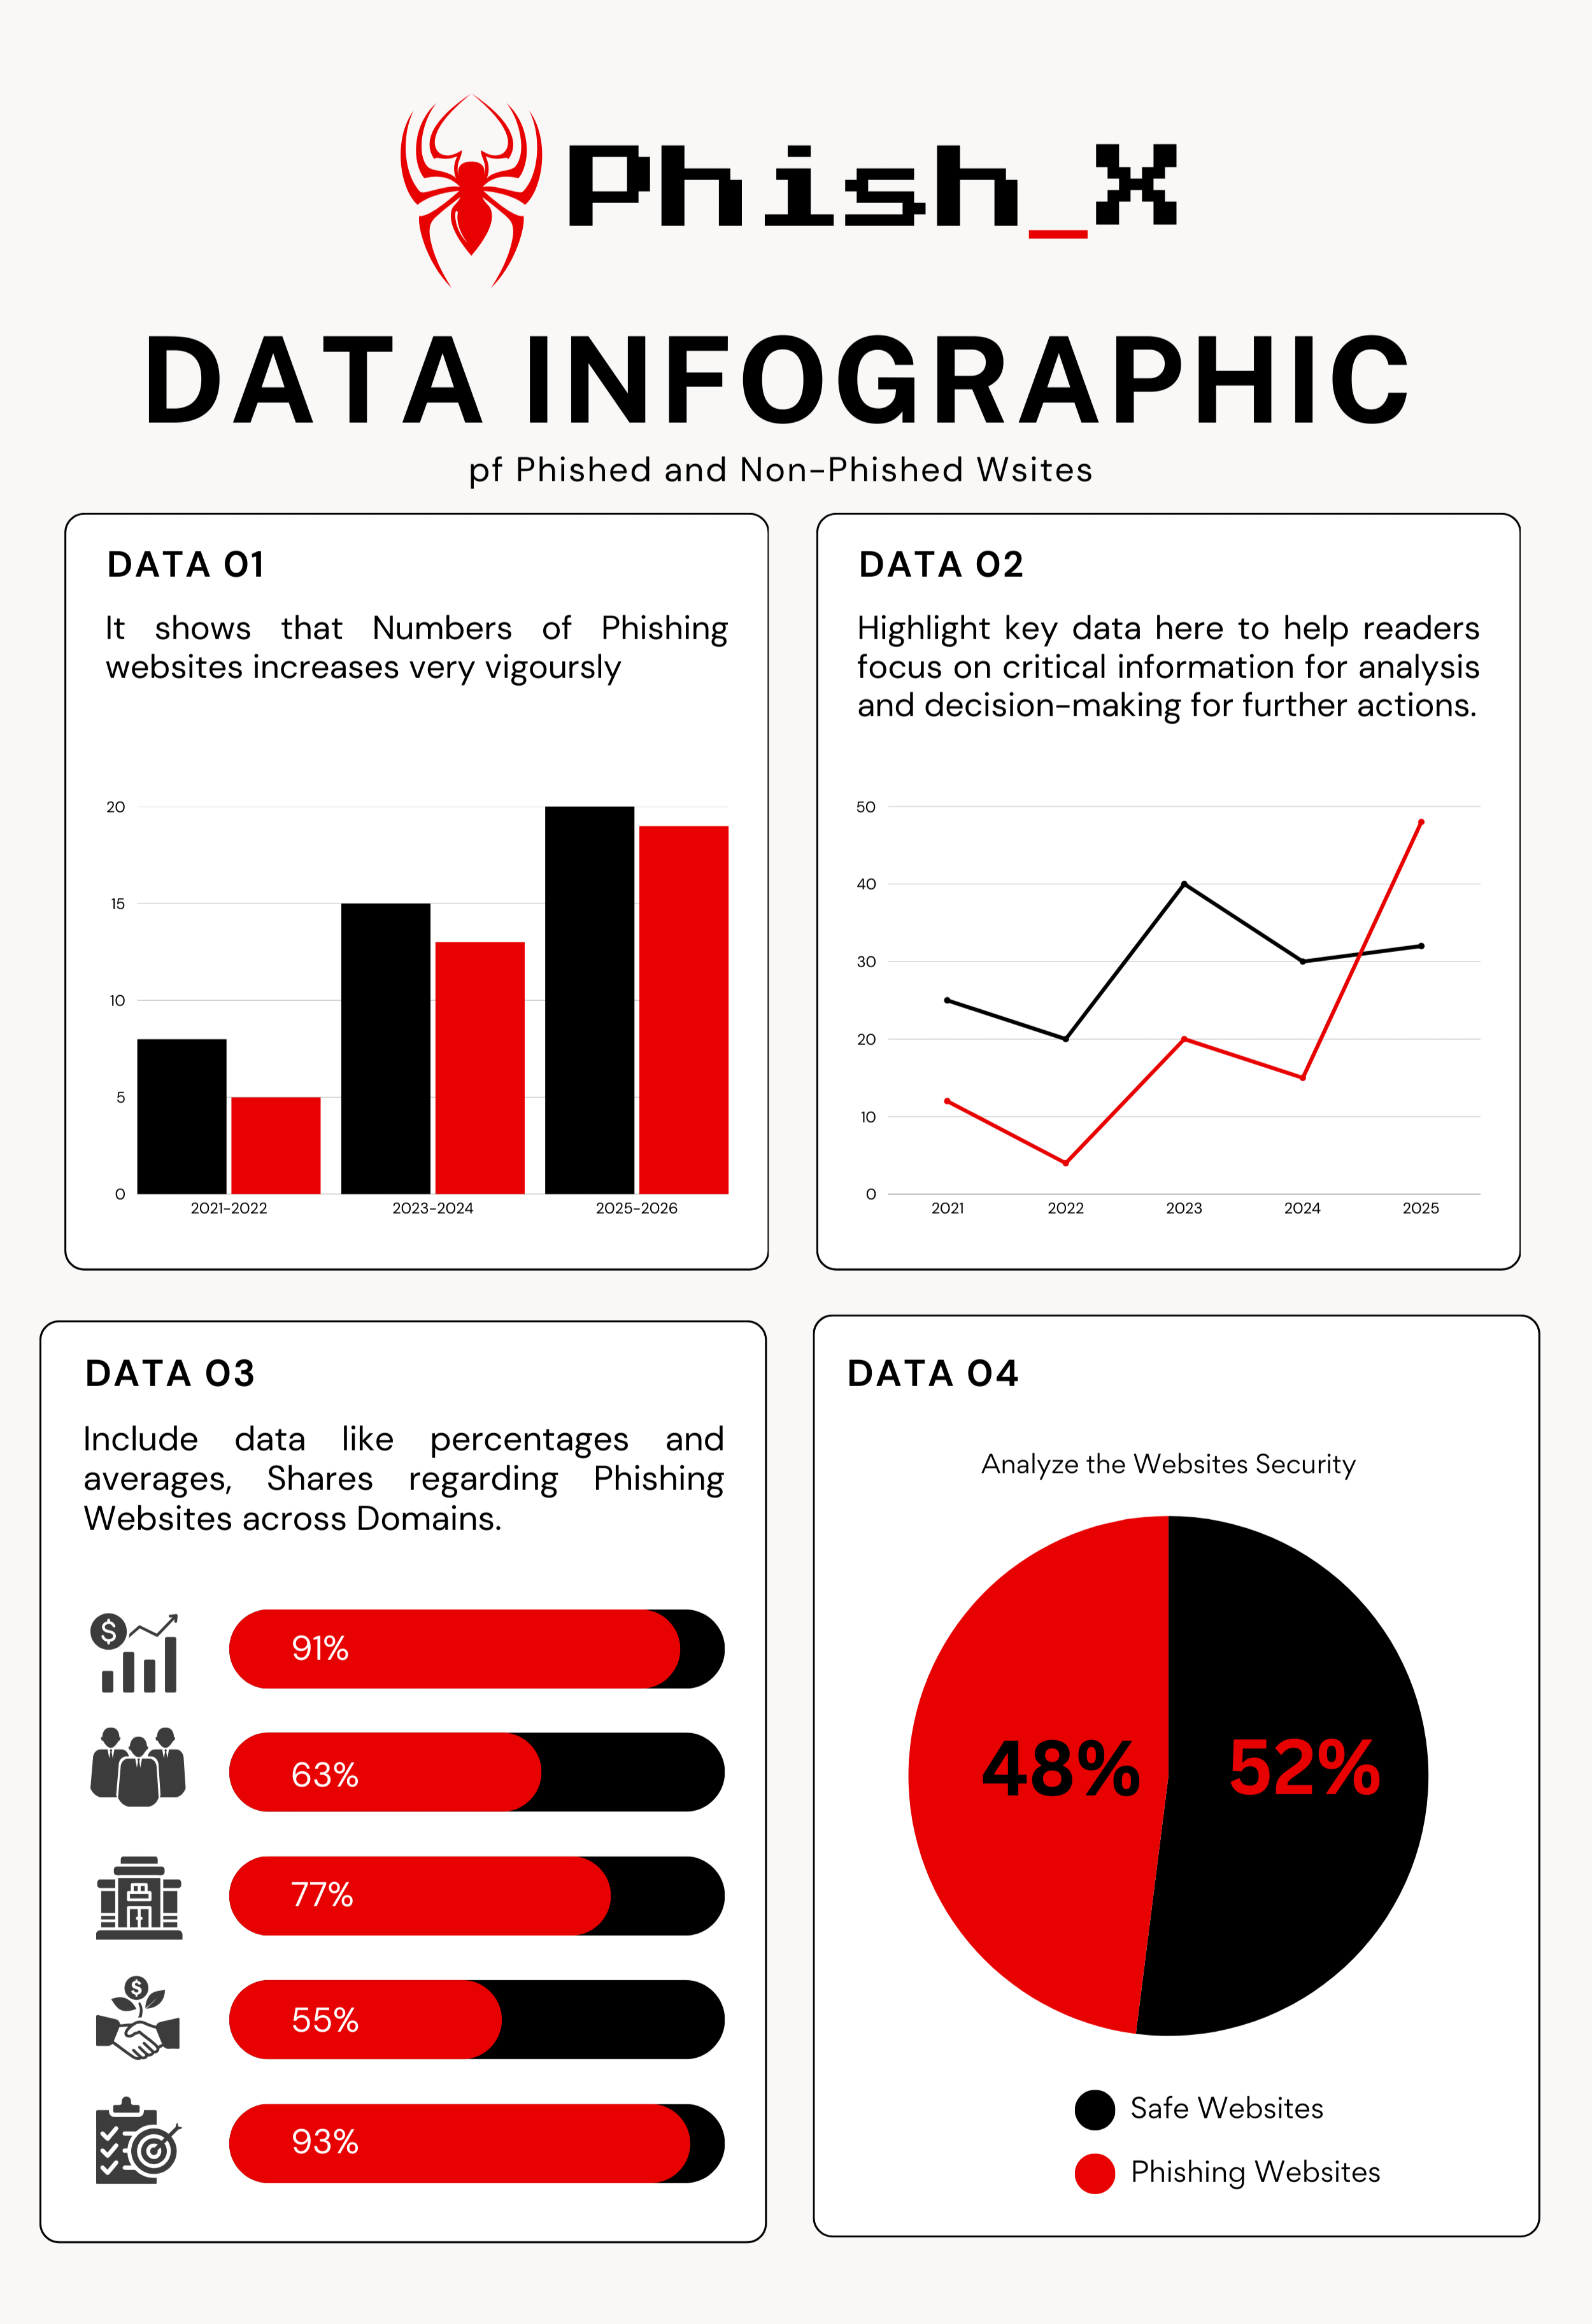 Phish_X
DATA INFOGRAPHIC
pf Phished and Non-Phished Wsites
DATA 01
It shows that Numbers of Phishing
websites increases very vigoursly
20
15
10
5
0
2021-2022
2023-2024
2025-2026
DATA 02
Highlight key data here to help readers
focus on critical information for analysis
and decision-making for further actions.
50
40
30
20
10
0
2021
2022
2023
2024
2025
DATA 03
Include data like percentages and
averages, Shares regarding Phishing
Websites across Domains.
$
91%
63%
77%
$
55%
93%
DATA 04
Analyze the Websites Security
48%
52%
Safe Websites
Phishing Websites